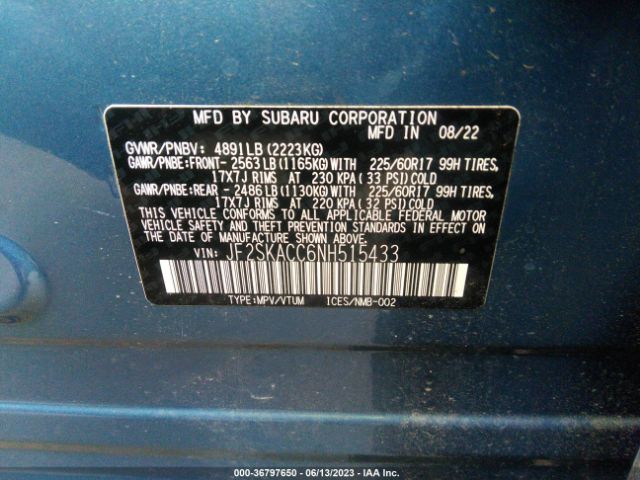 MFD BY SUBARU CORPORATION
MFD IN 08/22
GVWR/PNBV: 4891LB(2223KG)
GAWR/PNBE:FRONT- 2563LB(1165KG)WITH 225/60R17 99H TIRES,
17X7J RIMS AT 230 KPA (33 PSI)COLD
GAWR/PNBE:REAR - 2486LB(1130KG)WITH 225/60R17 99H TIRES,
17X7J RIMS AT 220 KPA (32 PSI)COLD
THIS VEHICLE CONFORMS TO ALL APPLICABLE FEDERAL MOTOR
VEHICLE SAFETY AND THEFT PREVENTION STANDARDS IN EFFECT ON
THE DATE OF MANUFACTURE SHOWN ABOVE.
VIN: JF2SKACC6NH515433
TYPE:MPV/VTUM ICES/NMB-002
000-36797650 - 06/13/2023 - IAA Inc.